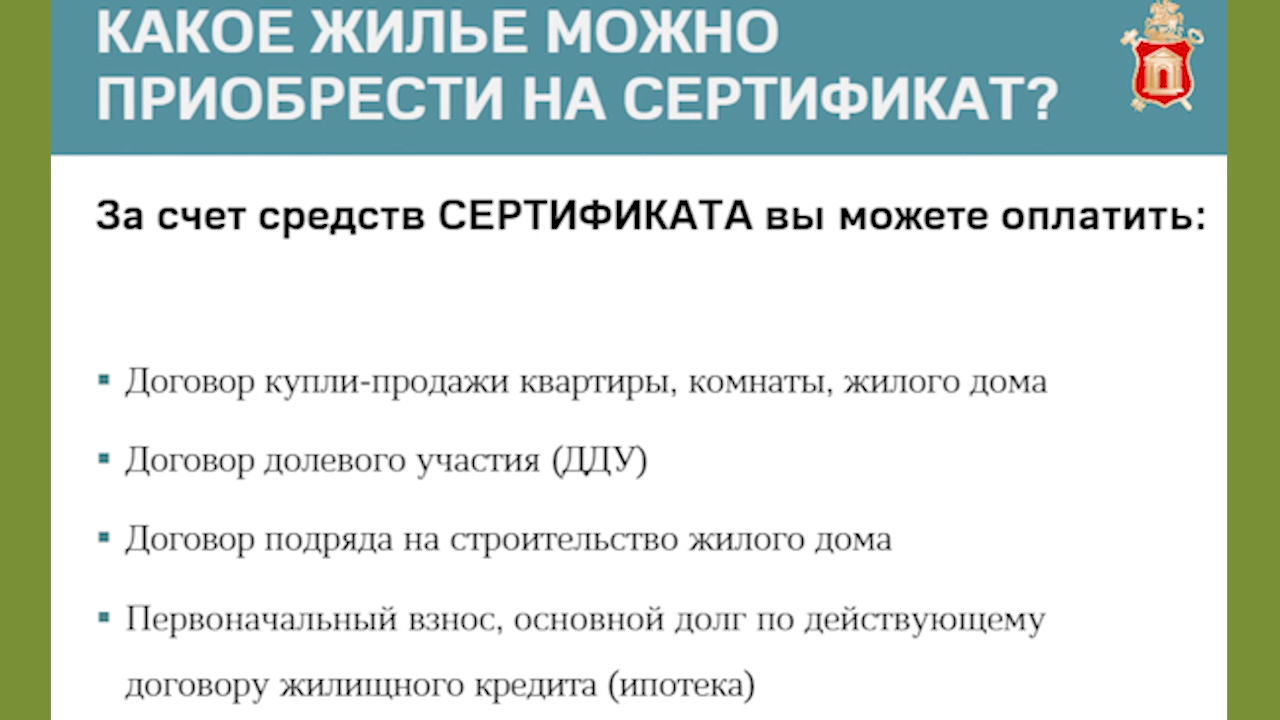 КАКОЕ ЖИЛЬЕ МОЖНО
ПРИОБРЕСТИ НА СЕРТИФИКАТ?
За счет средств СЕРТИФИКАТА вы можете оплатить:
▪ Договор купли-продажи квартиры, комнаты, жилого дома
▪ Договор долевого участия (ДДУ)
▪ Договор подряда на строительство жилого дома
▪ Первоначальный взнос, основной долг по действующему
договору жилищного кредита (ипотека)